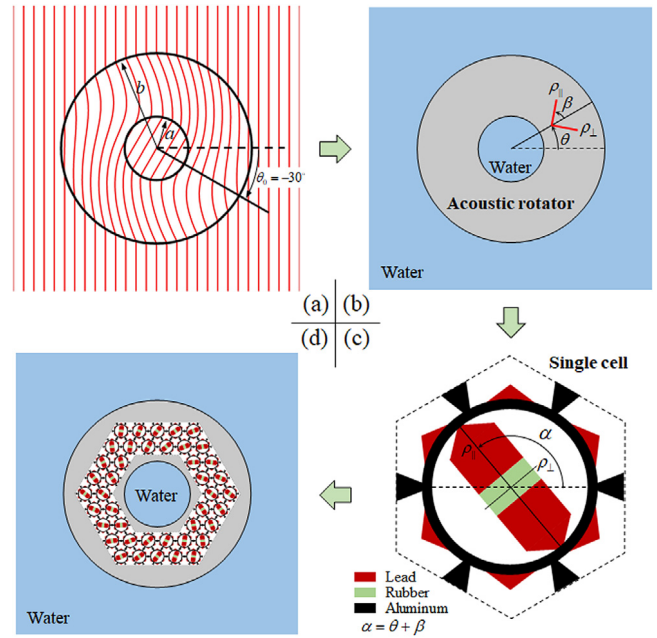 b
a
θ₀ = −30°
ρ∥
β
θ
ρ⊥
Water
Acoustic rotator
Water
(a) (b)
(d) (c)
Single cell
α
ρ∥
ρ⊥
Lead
Rubber
Aluminum
α = θ + β
Water
Water